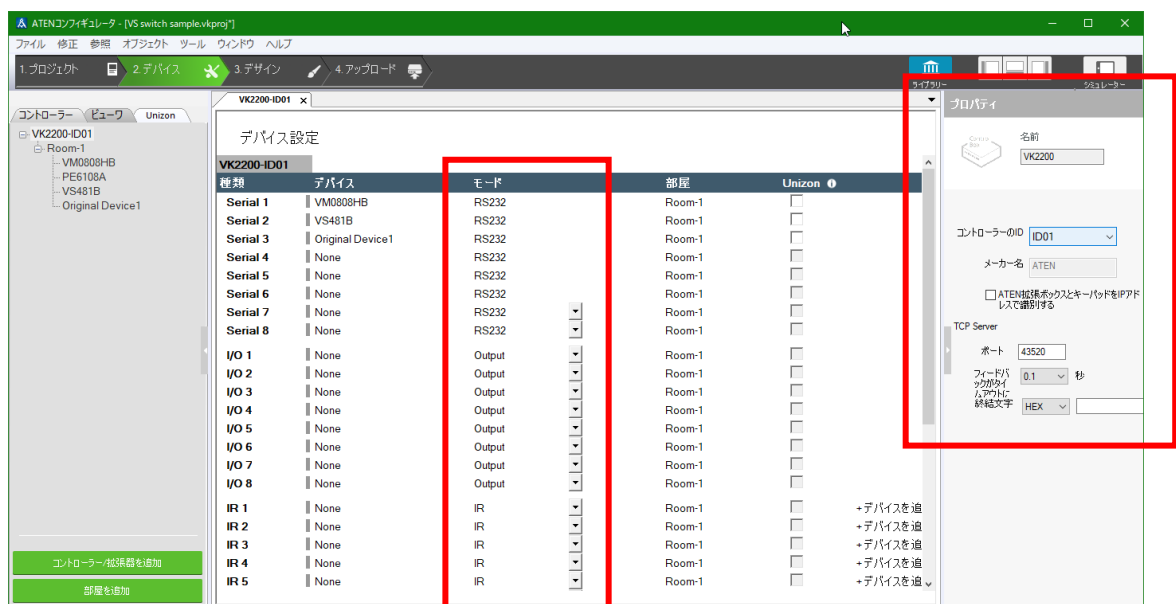 ATENコンフィギュレータ - [VS switch sample.vkproj*]
ファイル 修正 参照 オブジェクト ツール ウィンドウ ヘルプ
1.プロジェクト 2.デバイス 3.デザイン 4.アップロード
ライブラリー シミュレーター
コントローラー ビューワ Unizon
VK2200-ID01
Room-1
VM0808HB
PE6108A
VS481B
Original Device1
コントローラー/拡張器を追加
部屋を追加
VK2200-ID01 x
デバイス設定
VK2200-ID01
種類 デバイス モード 部屋 Unizon
Serial 1 VM0808HB RS232 Room-1
Serial 2 VS481B RS232 Room-1
Serial 3 Original Device1 RS232 Room-1
Serial 4 None RS232 Room-1
Serial 5 None RS232 Room-1
Serial 6 None RS232 Room-1
Serial 7 None RS232 Room-1
Serial 8 None RS232 Room-1
I/O 1 None Output Room-1
I/O 2 None Output Room-1
I/O 3 None Output Room-1
I/O 4 None Output Room-1
I/O 5 None Output Room-1
I/O 6 None Output Room-1
I/O 7 None Output Room-1
I/O 8 None Output Room-1
IR 1 None IR Room-1 +デバイスを追
IR 2 None IR Room-1 +デバイスを追
IR 3 None IR Room-1 +デバイスを追
IR 4 None IR Room-1 +デバイスを追
IR 5 None IR Room-1 +デバイスを追
プロパティ
Control Box
名前
VK2200
コントローラーのID ID01
メーカー名 ATEN
ATEN拡張ボックスとキーパッドをIPアド
レスで識別する
TCP Server
ポート 43520
フィードバ
ックがタイ
ムアウトに 0.1 秒
終結文字 HEX